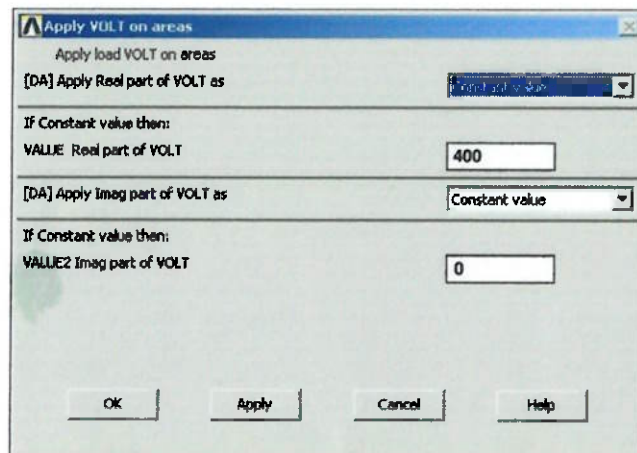 Apply VOLT on areas
Apply load VOLT on areas
[DA] Apply Real part of VOLT as
Constant value
If Constant value then:
VALUE Real part of VOLT
400
[DA] Apply Imag part of VOLT as
Constant value
If Constant value then:
VALUE2 Imag part of VOLT
0
OK
Apply
Cancel
Help